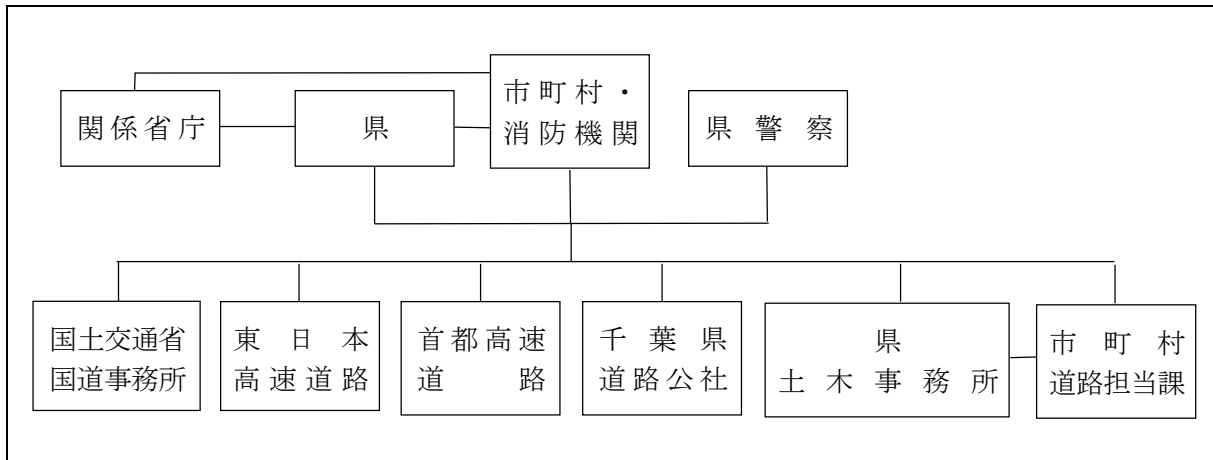 関係省庁
県
市町村・
消防機関
県警察
国土交通省
国道事務所
東日本
高速道路
首都高速
道路
千葉県
道路公社
県
土木事務所
市町村
道路担当課